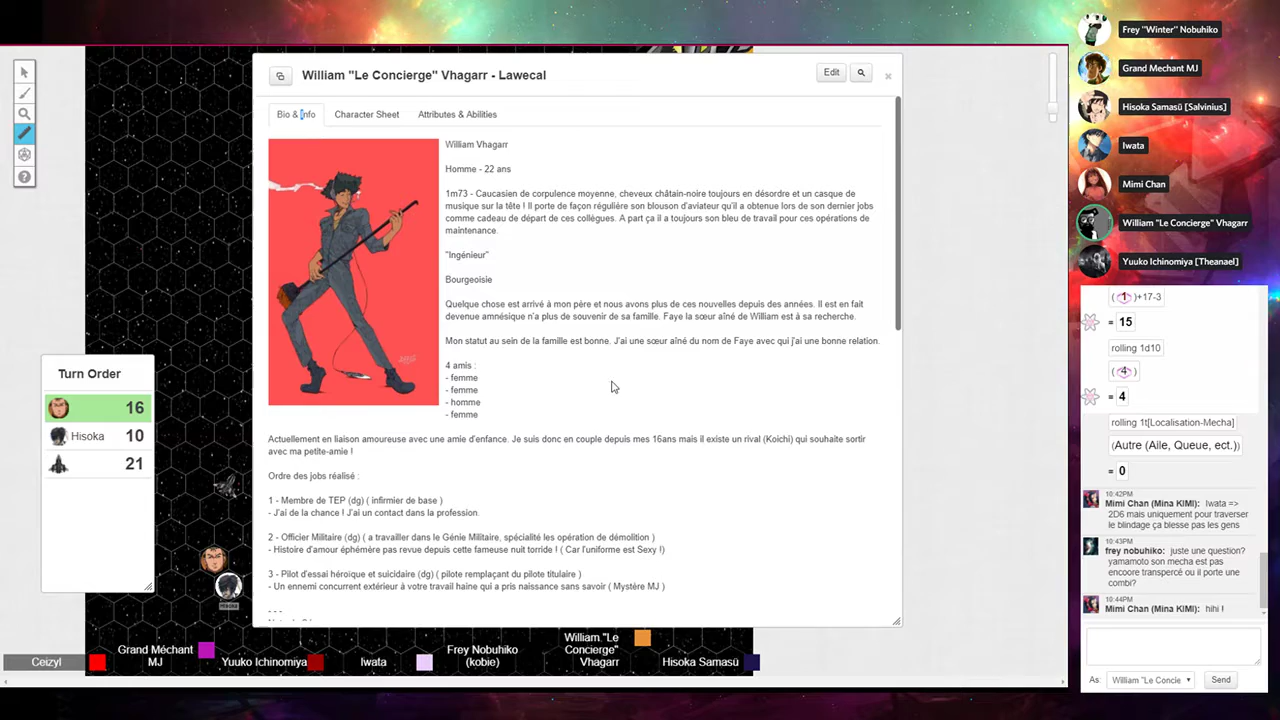 William "Le Concierge" Vhagarr - Lawecal
Edit
Bio & Info
Character Sheet
Attributes & Abilities
William Vhagarr
Homme - 22 ans
1m73 - Caucasien de corpulence moyenne, cheveux châtain-noire toujours en désordre et un casque de
musique sur la tête ! Il porte de façon régulière son blouson d'aviateur qu'il a obtenue lors de son dernier jobs
comme cadeau de départ de ces collègues. A part ça il a toujours son bleu de travail pour ces opérations de
maintenance.
"Ingénieur"
Bourgeoisie
Quelque chose est arrivé à mon père et nous avons plus de ces nouvelles depuis des années. Il est en fait
devenue amnésique n'a plus de souvenir de sa famille. Faye la sœur aîné de William est à sa recherche.
Mon statut au sein de la famille est bonne. J'ai une sœur aîné du nom de Faye avec qui j'ai une bonne relation.
4 amis :
- femme
- femme
- homme
- femme
Actuellement en liaison amoureuse avec une amie d'enfance. Je suis donc en couple depuis mes 16ans mais il existe un rival (Koichi) qui souhaite sortir
avec ma petite-amie !
Ordre des jobs réalisé :
1 - Membre de TEP (dg) ( infirmier de base )
- J'ai de la chance ! J'ai un contact dans la profession.
2 - Officier Militaire (dg) ( a travailler dans le Génie Militaire, spécialité les opération de démolition )
- Histoire d'amour éphémère pas revue depuis cette fameuse nuit torride ! ( Car l'uniforme est Sexy !)
3 - Pilot d'essai héroïque et suicidaire (dg) ( pilote remplaçant du pilote titulaire )
- Un ennemi concurrent extérieur à votre travail haine qui a pris naissance sans savoir ( Mystère MJ )
- - -
Turn Order
16
Hisoka 10
21
HISOKA
Ceizyl
Grand Méchant
MJ
Yuuko Ichinomiya
Iwata
Frey Nobuhiko
(kobie)
William "Le
Concierge"
Vhagarr
Hisoka Samasū
Frey "Winter" Nobuhiko
Grand Mechant MJ
Hisoka Samasū [Salvinius]
Iwata
Mimi Chan
William "Le Concierge" Vhagarr
Yuuko Ichinomiya [Theanael]
(1)+17-3
= 15
rolling 1d10
(4)
= 4
rolling 1t[Localisation-Mecha]
(Autre (Aile, Queue, ect.))
= 0
10:42PM
Mimi Chan (Mina KIMI): Iwata =>
2D6 mais uniquement pour traverser
le blindage ça blesse pas les gens
10:43PM
frey nobuhiko: juste une question?
yamamoto son mecha est pas
encoore transpercé ou il porte une
combi?
10:44PM
Mimi Chan (Mina KIMI): hihi !
As: William "Le Concie
Send